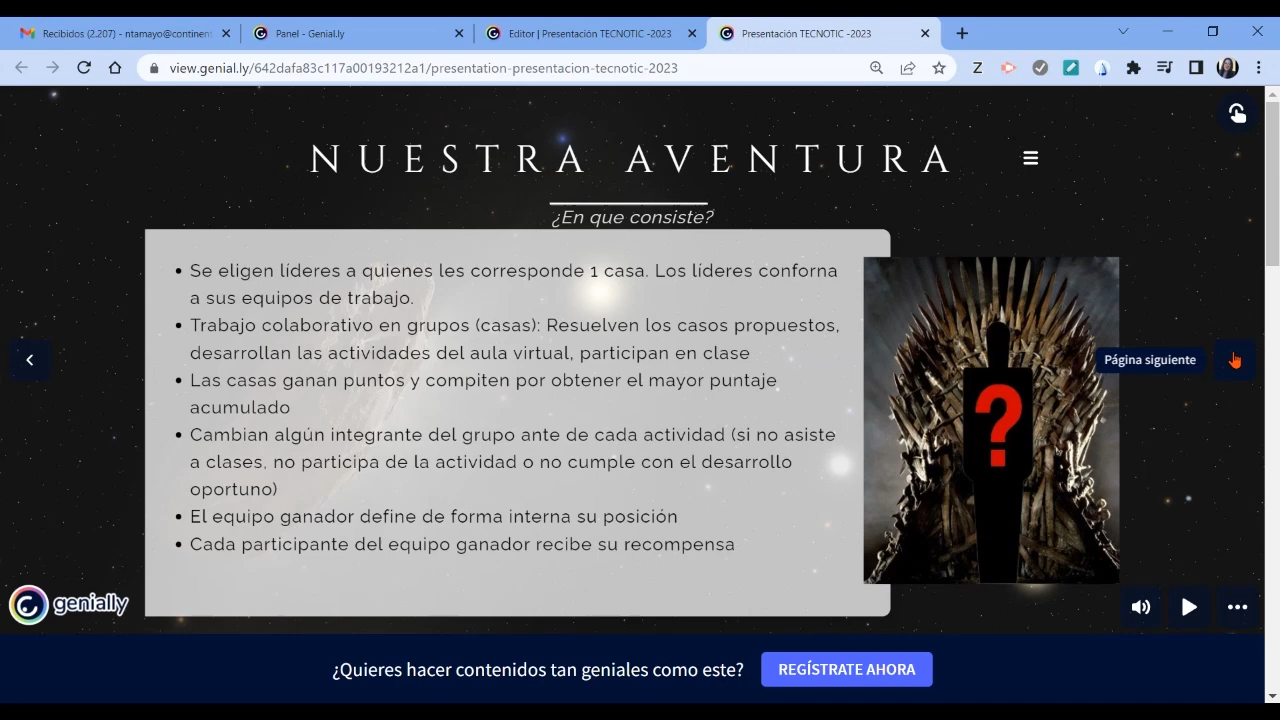 Recibidos (2.207) - ntamayo@continen
Panel - Genial.ly
Editor | Presentación TECNOTIC -2023
Presentación TECNOTIC -2023
view.genial.ly/642dafa83c117a00193212a1/presentation-presentacion-tecnotic-2023
NUESTRA AVENTURA
¿En que consiste?
• Se eligen líderes a quienes les corresponde 1 casa. Los líderes conforna
a sus equipos de trabajo.
• Trabajo colaborativo en grupos (casas): Resuelven los casos propuestos,
desarrollan las actividades del aula virtual, participan en clase
• Las casas ganan puntos y compiten por obtener el mayor puntaje
acumulado
• Cambian algún integrante del grupo ante de cada actividad (si no asiste
a clases, no participa de la actividad o no cumple con el desarrollo
oportuno)
• El equipo ganador define de forma interna su posición
• Cada participante del equipo ganador recibe su recompensa
?
Página siguiente
genially
¿Quieres hacer contenidos tan geniales como este?
REGÍSTRATE AHORA